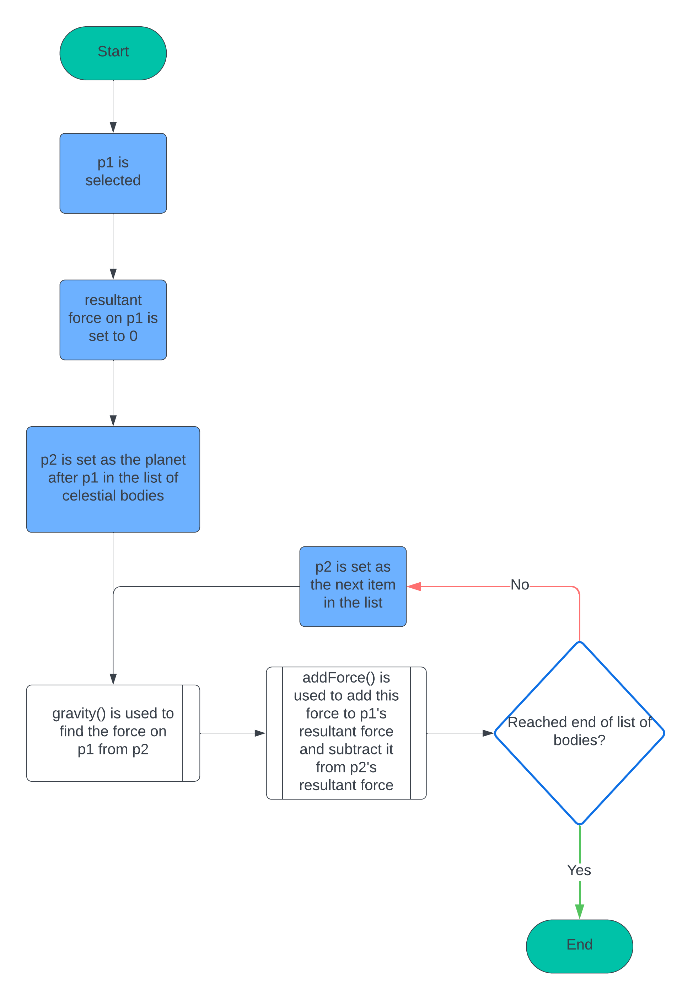 Start
p1 is
selected
resultant
force on p1 is
set to 0
p2 is set as the planet
after p1 in the list of
celestial bodies
p2 is set as
the next item
in the list
No
gravity() is used to
find the force on
p1 from p2
addForce() is
used to add this
force to p1's
resultant force
and subtract it
from p2's
resultant force
Reached end of list of
bodies?
Yes
End